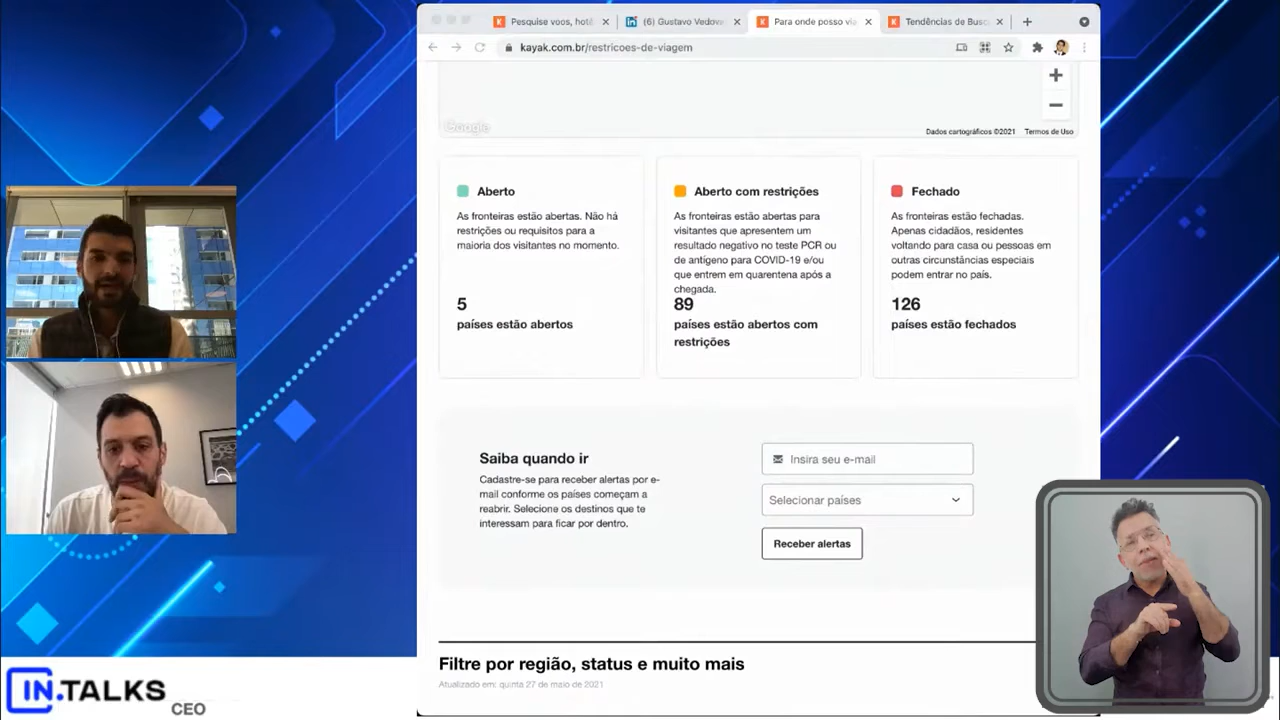 Pesquise voos, hotê
(6) Gustavo Vedove
Para onde posso via
Tendências de Busc
kayak.com.br/restricoes-de-viagem
Google
Dados cartográficos ©2021 Termos de Uso
Aberto
As fronteiras estão abertas. Não há
restrições ou requisitos para a
maioria dos visitantes no momento.
5
países estão abertos
Aberto com restrições
As fronteiras estão abertas para
visitantes que apresentem um
resultado negativo no teste PCR ou
de antígeno para COVID-19 e/ou
que entrem em quarentena após a
chegada.
89
países estão abertos com
restrições
Fechado
As fronteiras estão fechadas.
Apenas cidadãos, residentes
voltando para casa ou pessoas em
outras circunstâncias especiais
podem entrar no país.
126
países estão fechados
Saiba quando ir
Cadastre-se para receber alertas por e-
mail conforme os países começam a
reabrir. Selecione os destinos que te
interessam para ficar por dentro.
Insira seu e-mail
Selecionar países
Receber alertas
Filtre por região, status e muito mais
Atualizado em: quinta 27 de maio de 2021
IN.TALKS
CEO